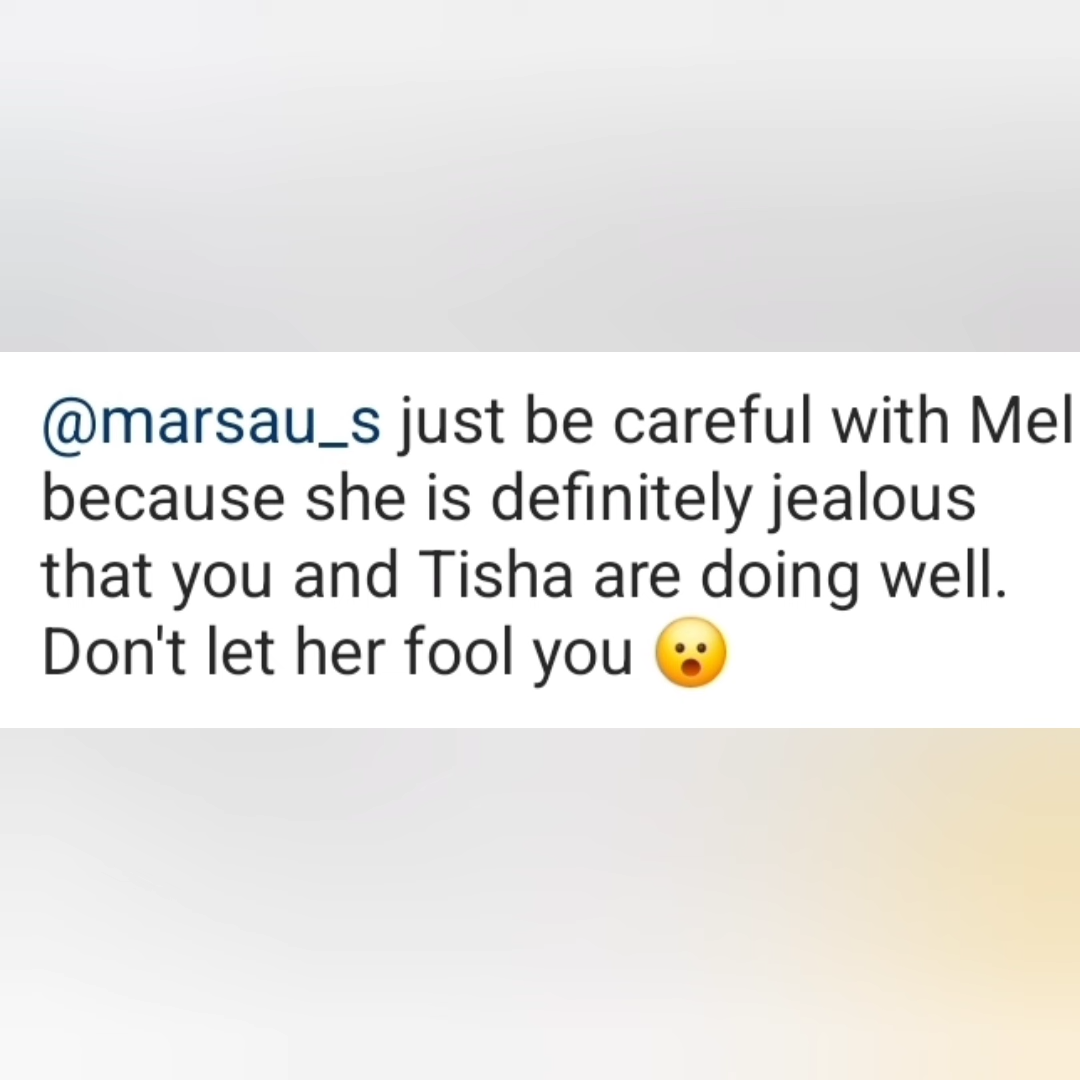 @marsau_s just be careful with Mel
because she is definitely jealous
that you and Tisha are doing well.
Don't let her fool you 😮